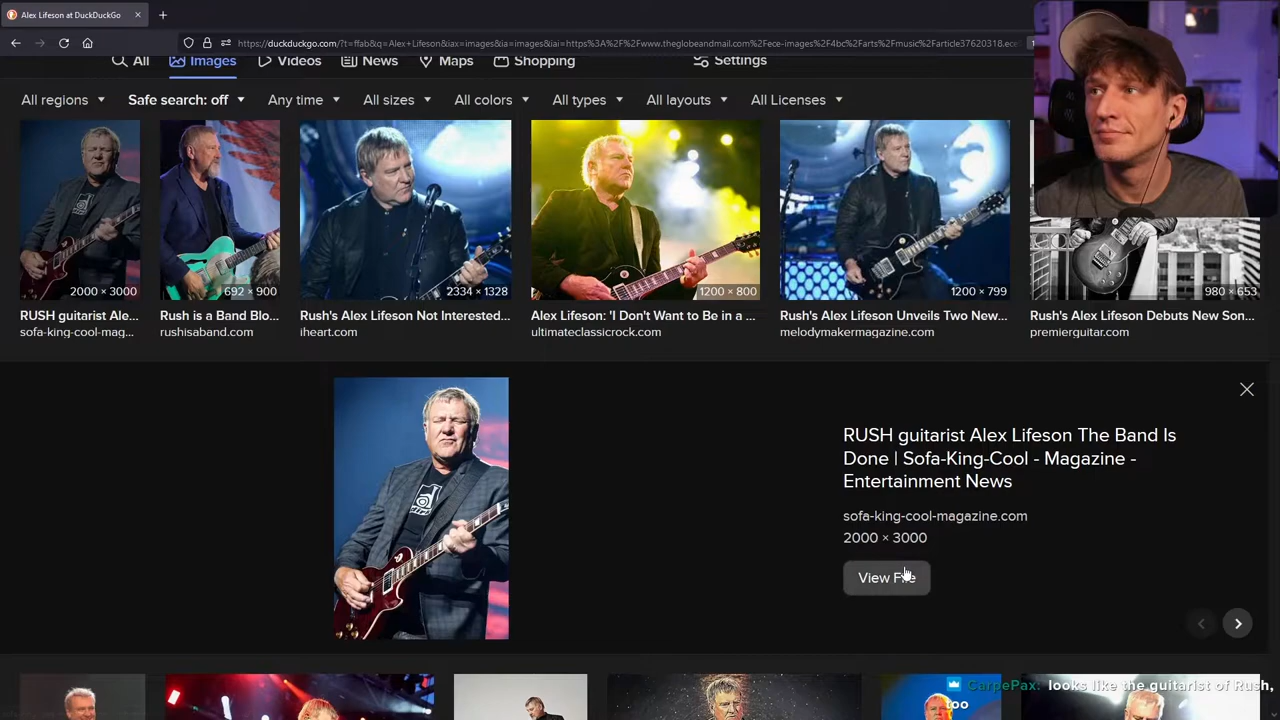 Alex Lifeson at DuckDuckGo
https://duckduckgo.com/?t=ffab&q=Alex+Lifeson&iax=images&ia=images&iai=https%3A%2F%2Fwww.theglobeandmail.com%2Fece-images%2F4bc%2Farts%2Fmusic%2Farticle37620318.ece
All Images Videos News Maps Shopping Settings
All regions Safe search: off Any time All sizes All colors All types All layouts All Licenses
2000 × 3000 692 × 900 2334 × 1328 1200 × 800 1200 × 799 980 × 653
RUSH guitarist Ale... Rush is a Band Blo... Rush's Alex Lifeson Not Interested... Alex Lifeson: 'I Don't Want to Be in a ... Rush's Alex Lifeson Unveils Two New... Rush's Alex Lifeson Debuts New Son...
sofa-king-cool-mag... rushisaband.com iheart.com ultimateclassicrock.com melodymakermagazine.com premierguitar.com
RUSH guitarist Alex Lifeson The Band Is
Done | Sofa-King-Cool - Magazine -
Entertainment News
sofa-king-cool-magazine.com
2000 × 3000
View File
CarpePax: looks like the guitarist of Rush,
too